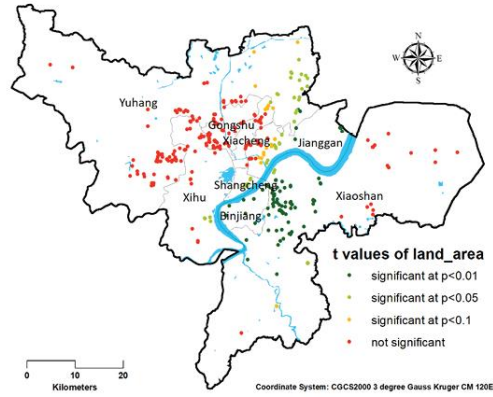 N
W E
S
Yuhang
Gongshu
Xiacheng
Jianggan
Shangcheng
Xihu
Xiaoshan
Binjiang
t values of land_area
significant at p<0.01
significant at p<0.05
significant at p<0.1
not significant
0 10 20
Kilometers
Coordinate System: CGCS2000 3 degree Gauss Kruger CM 120E